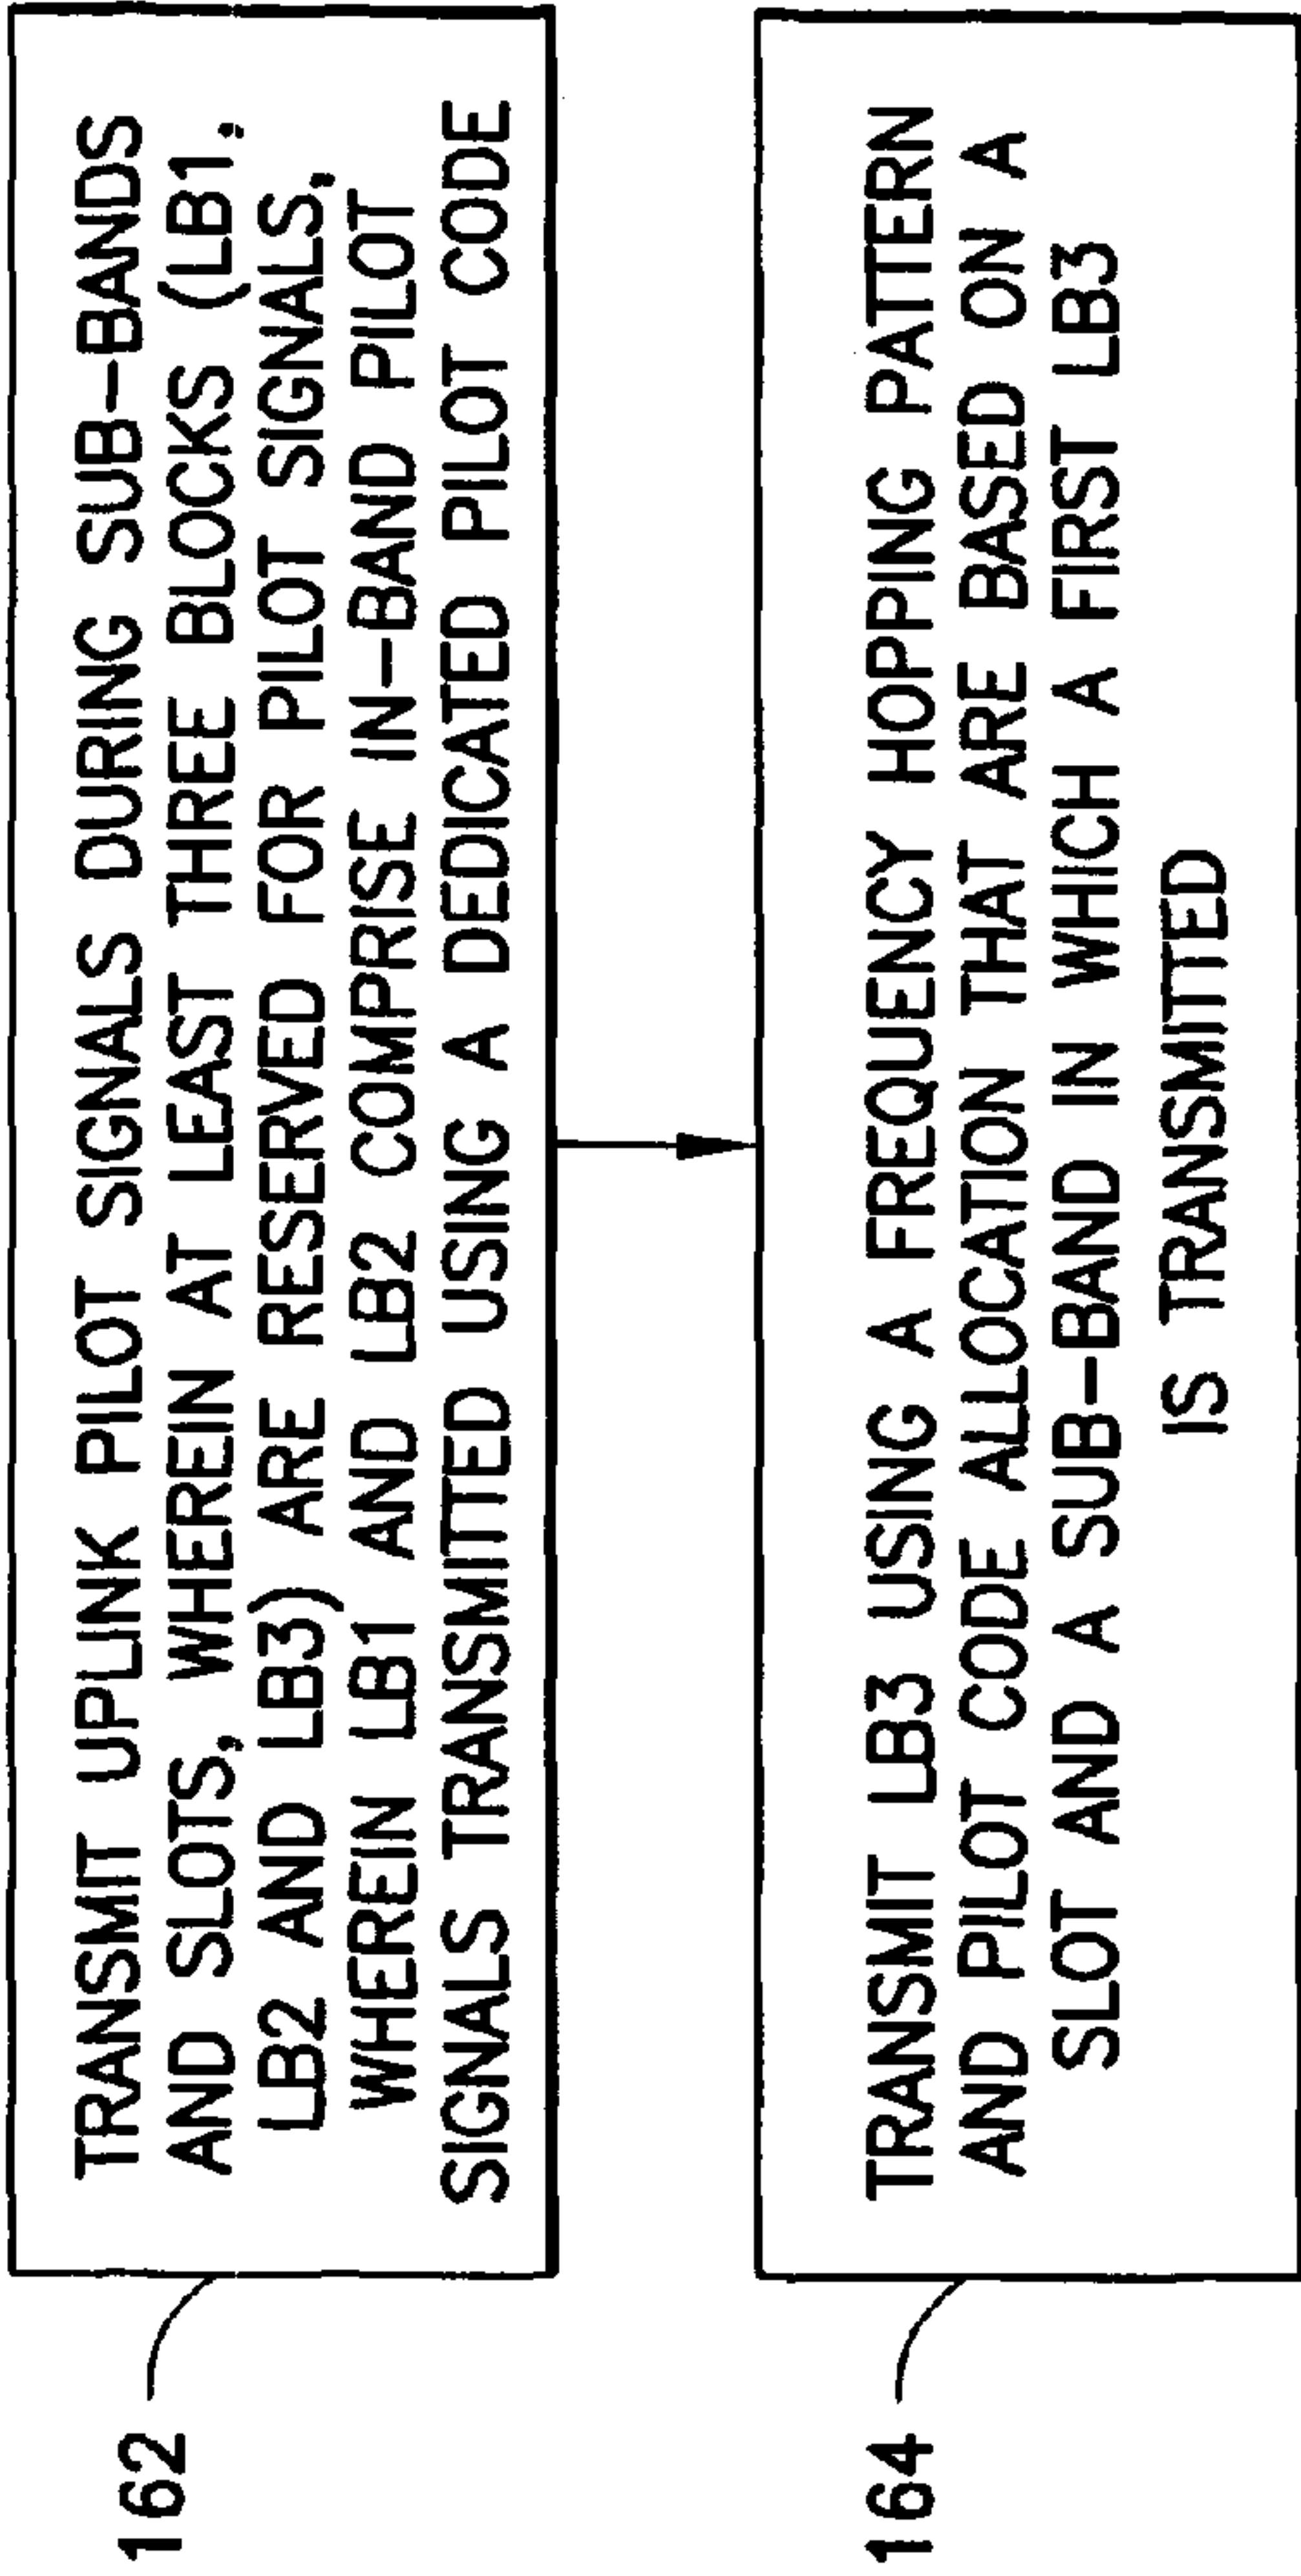 162
TRANSMIT UPLINK PILOT SIGNALS DURING SUB-BANDS
AND SLOTS, WHEREIN AT LEAST THREE BLOCKS (LB1,
LB2 AND LB3) ARE RESERVED FOR PILOT SIGNALS,
WHEREIN LB1 AND LB2 COMPRISE IN-BAND PILOT
SIGNALS TRANSMITTED USING A DEDICATED PILOT CODE
164
TRANSMIT LB3 USING A FREQUENCY HOPPING PATTERN
AND PILOT CODE ALLOCATION THAT ARE BASED ON A
SLOT AND A SUB-BAND IN WHICH A FIRST LB3
IS TRANSMITTED